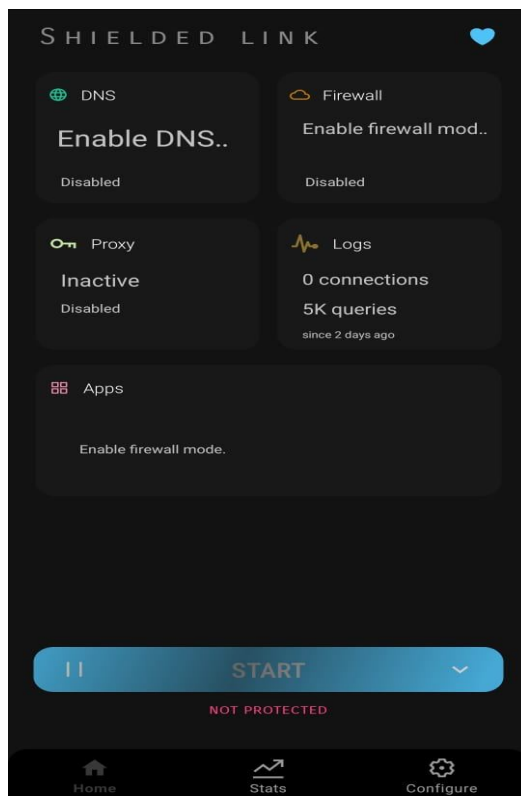 SHIELDED LINK
DNS
Enable DNS..
Disabled
Firewall
Enable firewall mod..
Disabled
Proxy
Inactive
Disabled
Logs
0 connections
5K queries
since 2 days ago
Apps
Enable firewall mode.
START
NOT PROTECTED
Home
Stats
Configure